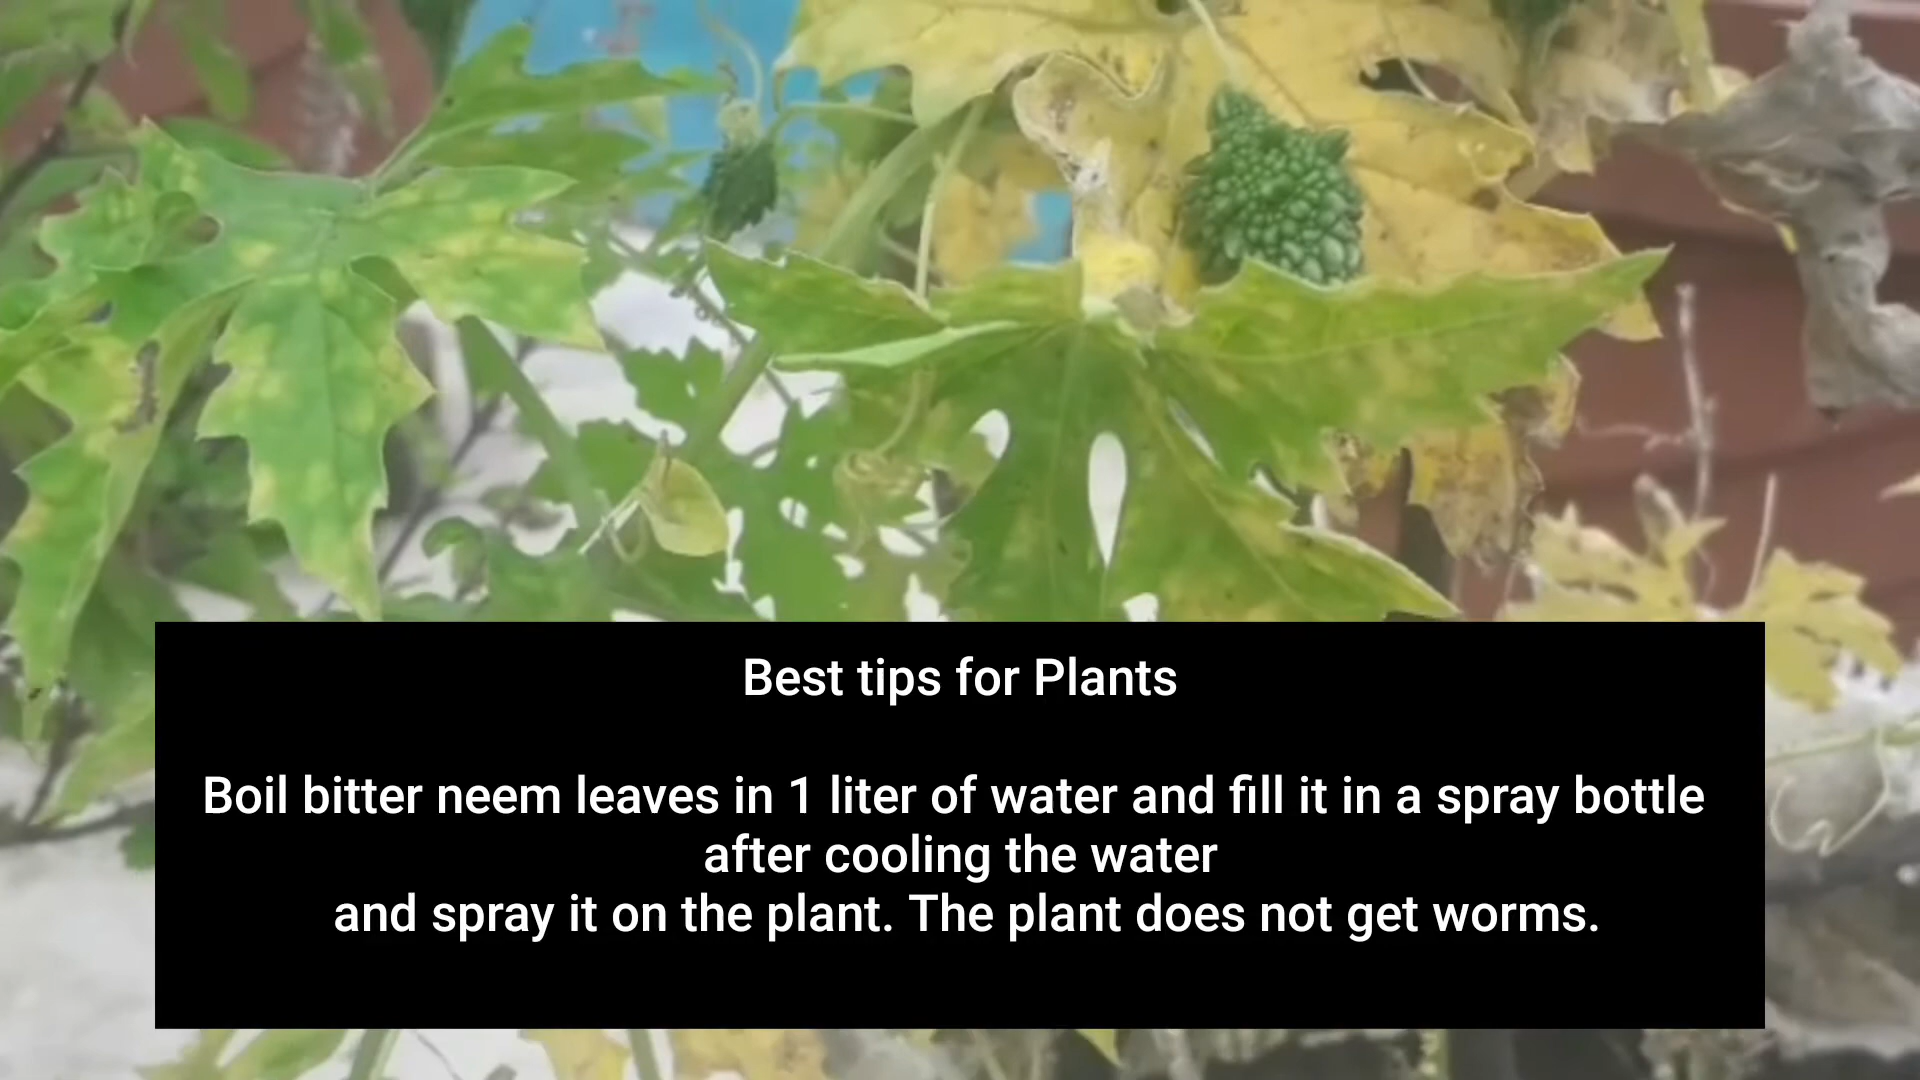 Best tips for Plants
Boil bitter neem leaves in 1 liter of water and fill it in a spray bottle
after cooling the water
and spray it on the plant. The plant does not get worms.